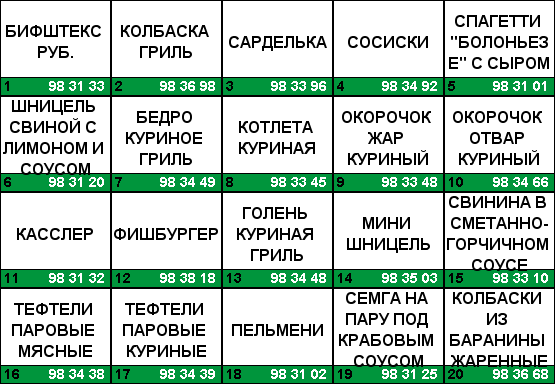 БИФШТЕКС
РУБ.
1 98 31 33
КОЛБАСКА
ГРИЛЬ
2 98 36 98
САРДЕЛЬКА
3 98 33 96
СОСИСКИ
4 98 34 92
СПАГЕТТИ
"БОЛОНЬЕЗ
Е" С СЫРОМ
5 98 31 01
ШНИЦЕЛЬ
СВИНОЙ С
ЛИМОНОМ И
СОУСОМ
6 98 31 20
БЕДРО
КУРИНОЕ
ГРИЛЬ
7 98 34 49
КОТЛЕТА
КУРИНАЯ
8 98 33 45
ОКОРОЧОК
ЖАР
КУРИНЫЙ
9 98 33 48
ОКОРОЧОК
ОТВАР
КУРИНЫЙ
10 98 34 66
КАССЛЕР
11 98 31 32
ФИШБУРГЕР
12 98 38 18
ГОЛЕНЬ
КУРИНАЯ
ГРИЛЬ
13 98 34 48
МИНИ
ШНИЦЕЛЬ
14 98 35 03
СВИНИНА В
СМЕТАННО-
ГОРЧИЧНОМ
СОУСЕ
15 98 33 10
ТЕФТЕЛИ
ПАРОВЫЕ
МЯСНЫЕ
16 98 34 38
ТЕФТЕЛИ
ПАРОВЫЕ
КУРИНЫЕ
17 98 34 39
ПЕЛЬМЕНИ
18 98 31 02
СЕМГА НА
ПАРУ ПОД
КРАБОВЫМ
СОУСОМ
19 98 31 25
КОЛБАСКИ
ИЗ
БАРАНИНЫ
ЖАРЕННЫЕ
20 98 36 68